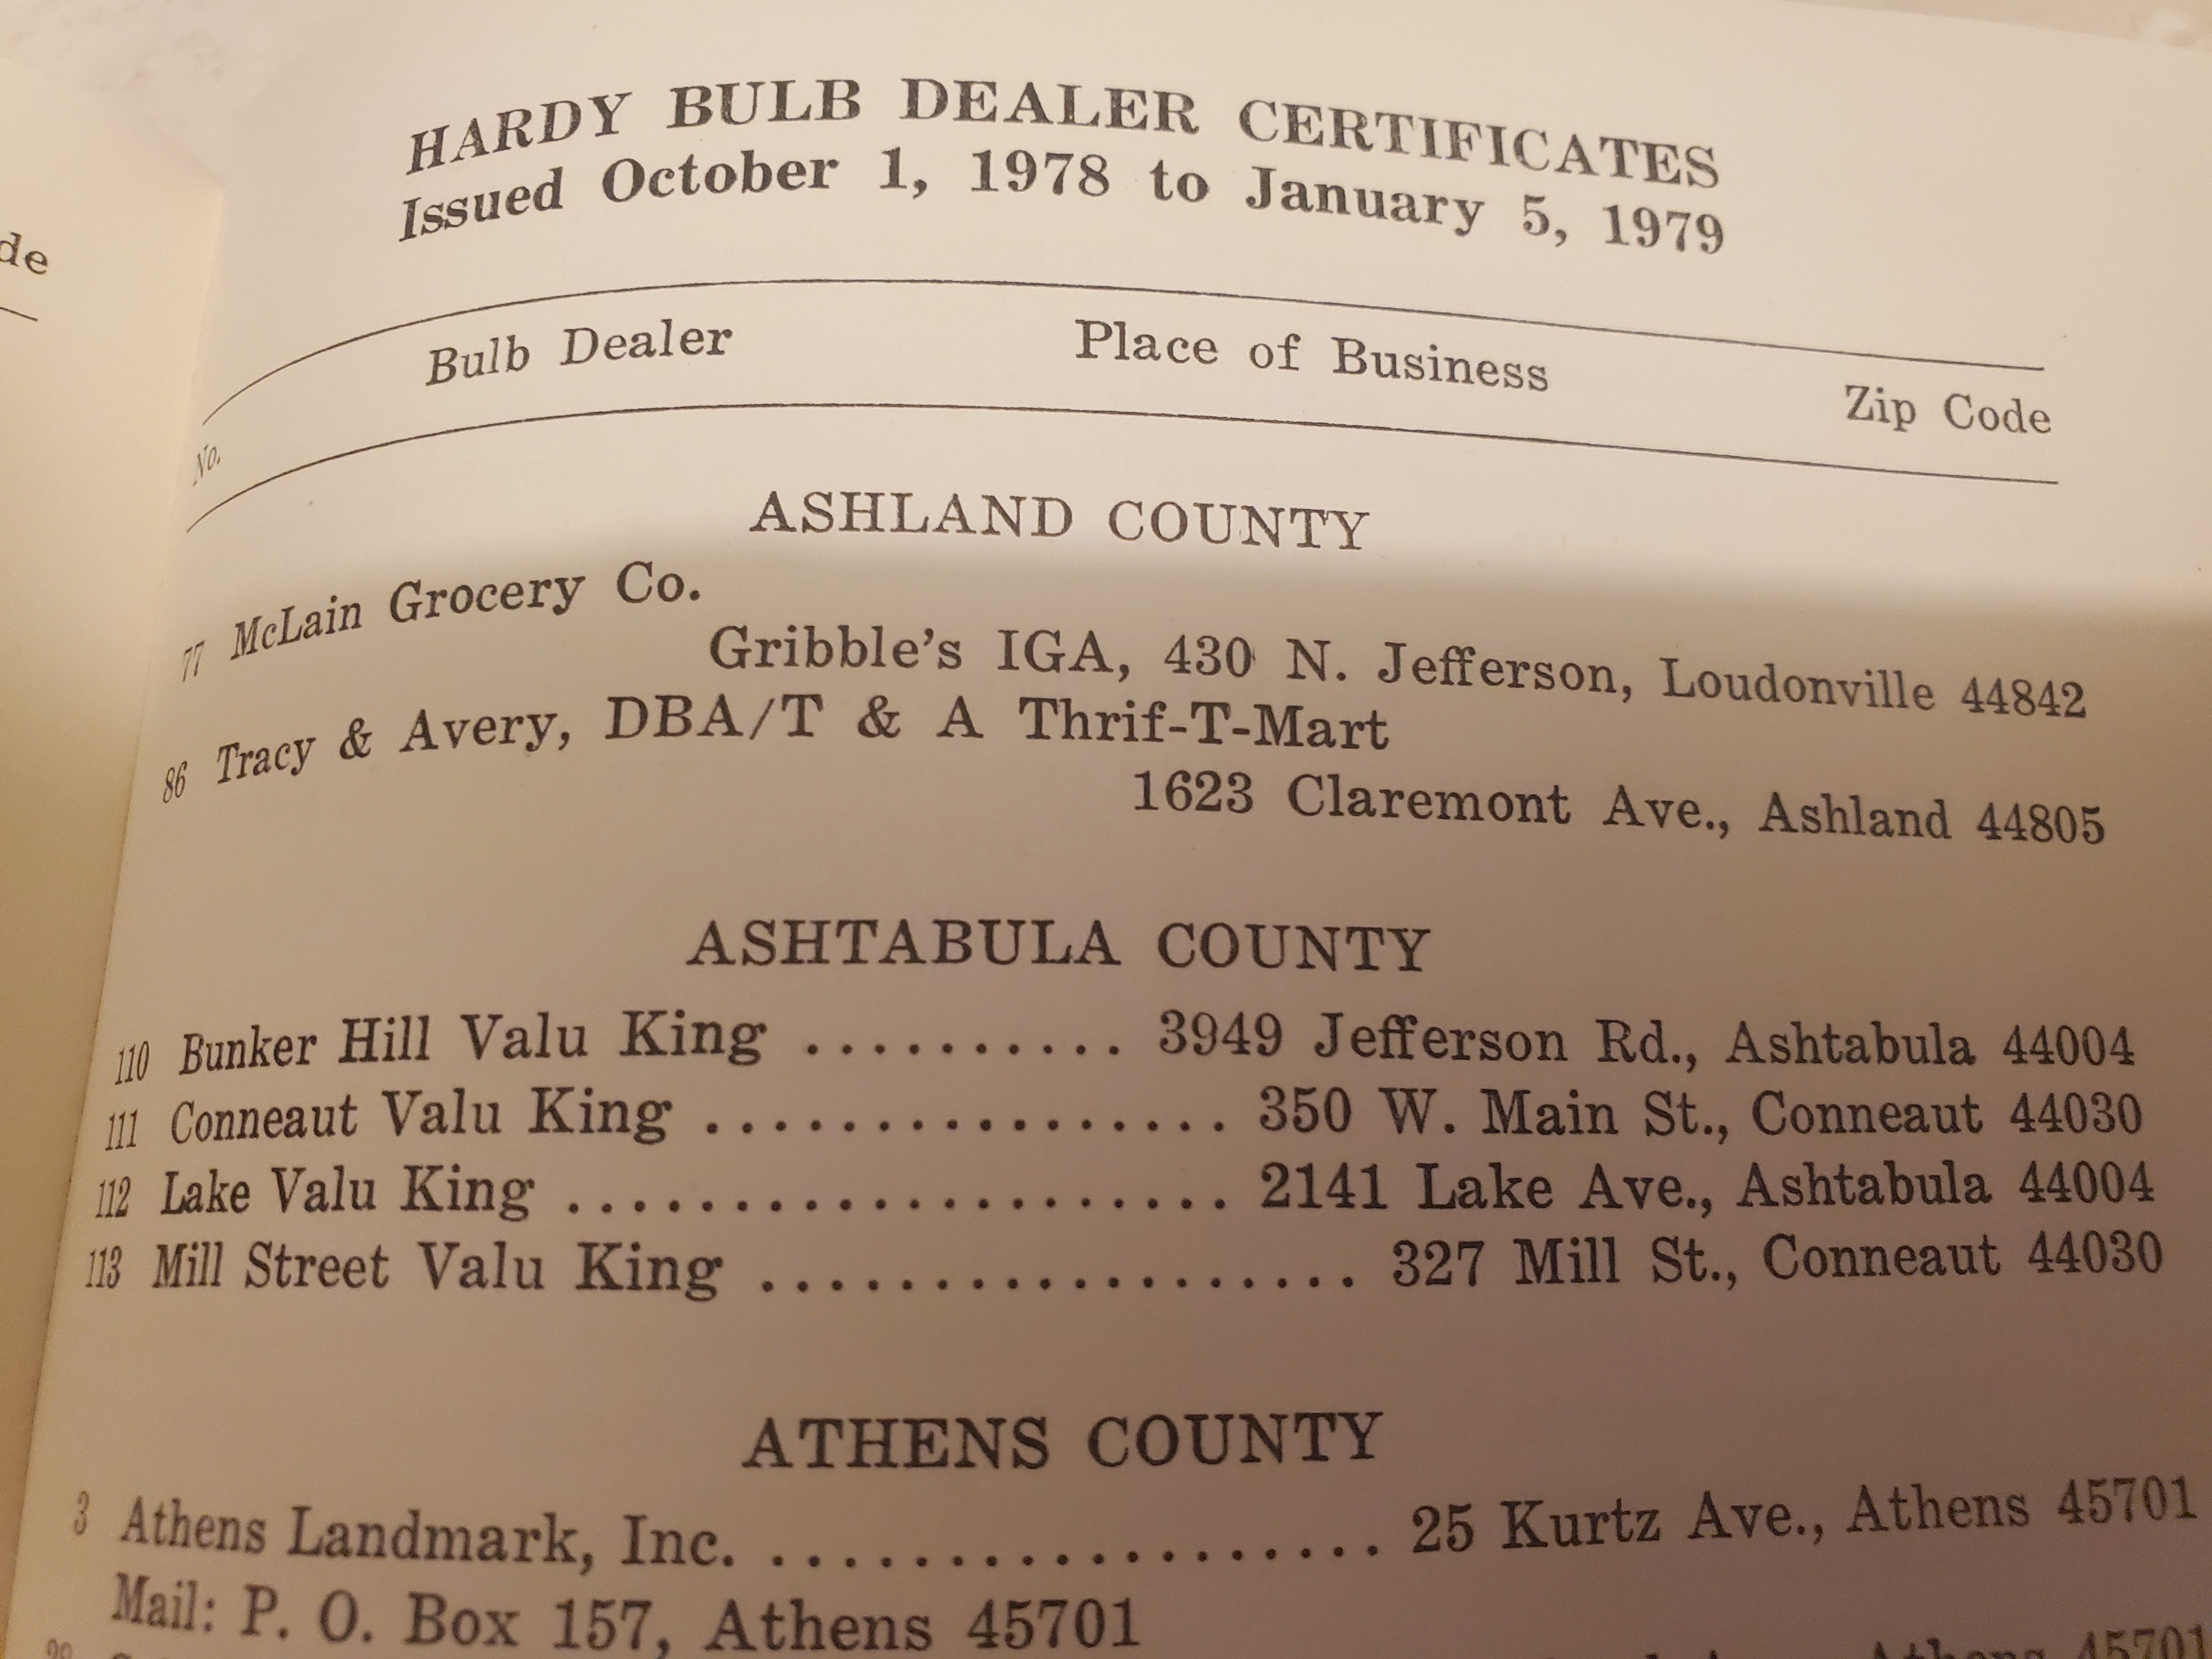 de
HARDY BULB DEALER CERTIFICATES
Issued October 1, 1978 to January 5, 1979
No. Bulb Dealer Place of Business Zip Code
ASHLAND COUNTY
77 McLain Grocery Co.
Gribble's IGA, 430 N. Jefferson, Loudonville 44842
86 Tracy & Avery, DBA/T & A Thrif-T-Mart
1623 Claremont Ave., Ashland 44805
ASHTABULA COUNTY
110 Bunker Hill Valu King .......... 3949 Jefferson Rd., Ashtabula 44004
111 Conneaut Valu King ................ 350 W. Main St., Conneaut 44030
112 Lake Valu King .................... 2141 Lake Ave., Ashtabula 44004
113 Mill Street Valu King .................. 327 Mill St., Conneaut 44030
ATHENS COUNTY
3 Athens Landmark, Inc. ................... 25 Kurtz Ave., Athens 45701
Mail: P. O. Box 157, Athens 45701
Athens 45701